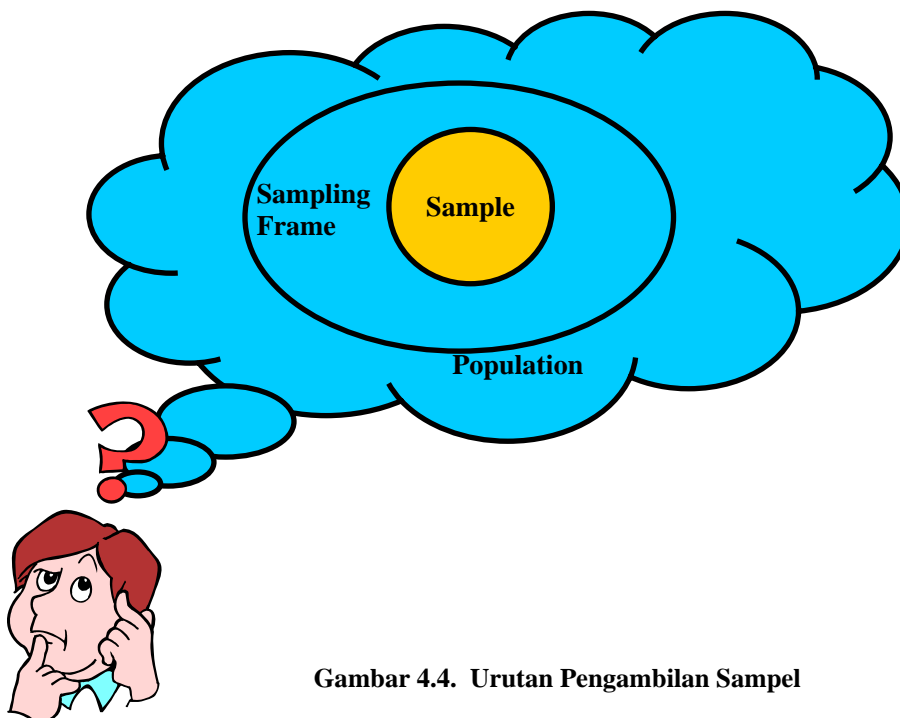 Sampling
Frame
Sample
Population
?
Gambar 4.4. Urutan Pengambilan Sampel